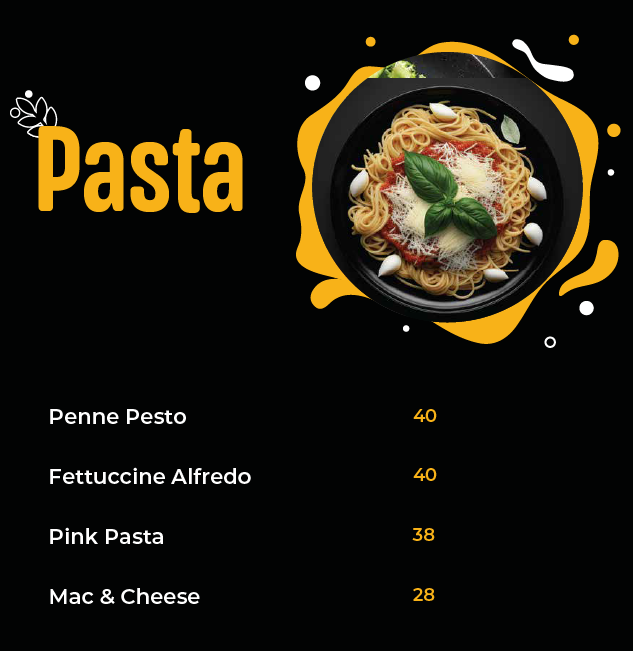 Pasta
Penne Pesto 40
Fettuccine Alfredo 40
Pink Pasta 38
Mac & Cheese 28